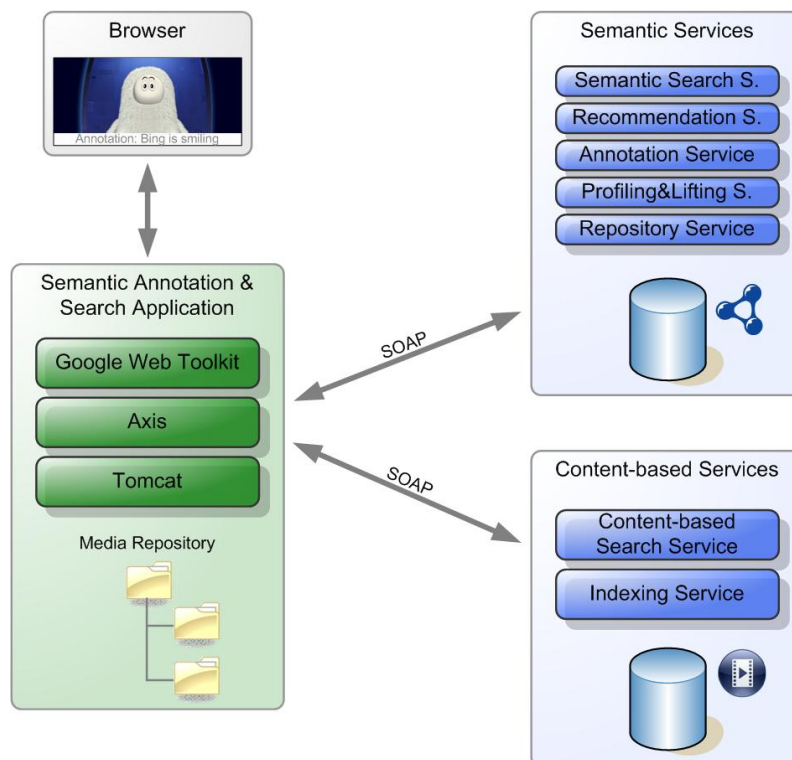 Browser
Annotation: Bing is smiling
Semantic Annotation &
Search Application
Google Web Toolkit
Axis
Tomcat
Media Repository
SOAP
SOAP
Semantic Services
Semantic Search S.
Recommendation S.
Annotation Service
Profiling&Lifting S.
Repository Service
Content-based Services
Content-based
Search Service
Indexing Service